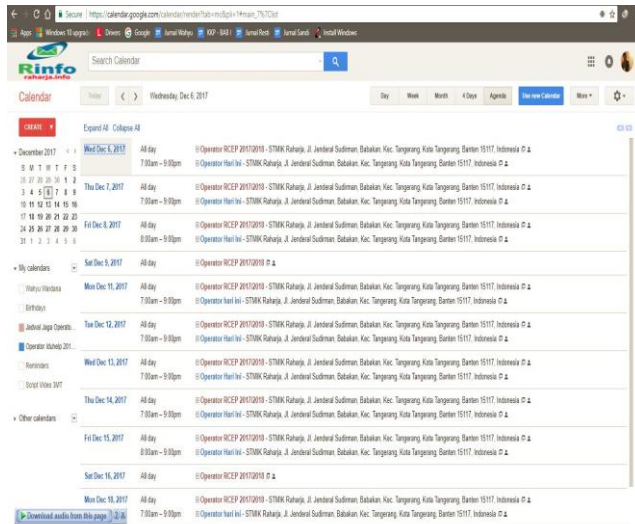 Secure https://calendar.google.com/calendar/render?tab=mc&pli=1#main_7%7Clist
Apps Windows 10 upgrade Drivers Google Jurnal Wahyu KKP - BAB I Jurnal Resti Jurnal Sandi Install Windows
Rinfo
raharja.info
Search Calendar
Calendar Today Wednesday, Dec 6, 2017 Day Week Month 4 Days Agenda Use new Calendar More
CREATE
Expand All Collapse All
December 2017
S M T W T F S
26 27 28 29 30 1 2
3 4 5 6 7 8 9
10 11 12 13 14 15 16
17 18 19 20 21 22 23
24 25 26 27 28 29 30
31 1 2 3 4 5 6
My calendars
Wahyu Wardana
Birthdays
Jadwal Jaga Operato...
Operator Iduhelp 201...
Reminders
Script Video 3MT
Other calendars
Wed Dec 6, 2017 All day Operator RCEP 2017/2018 - STMIK Raharja, Jl. Jenderal Sudirman, Babakan, Kec. Tangerang, Kota Tangerang, Banten 15117, Indonesia
7:00am – 9:00pm Operator Hari Ini - STMIK Raharja, Jl. Jenderal Sudirman, Babakan, Kec. Tangerang, Kota Tangerang, Banten 15117, Indonesia
Thu Dec 7, 2017 All day Operator RCEP 2017/2018 - STMIK Raharja, Jl. Jenderal Sudirman, Babakan, Kec. Tangerang, Kota Tangerang, Banten 15117, Indonesia
7:00am – 9:00pm Operator Hari Ini - STMIK Raharja, Jl. Jenderal Sudirman, Babakan, Kec. Tangerang, Kota Tangerang, Banten 15117, Indonesia
Fri Dec 8, 2017 All day Operator RCEP 2017/2018 - STMIK Raharja, Jl. Jenderal Sudirman, Babakan, Kec. Tangerang, Kota Tangerang, Banten 15117, Indonesia
8:00am – 9:00pm Operator Hari Ini - STMIK Raharja, Jl. Jenderal Sudirman, Babakan, Kec. Tangerang, Kota Tangerang, Banten 15117, Indonesia
Sat Dec 9, 2017 All day Operator RCEP 2017/2018
Mon Dec 11, 2017 All day Operator RCEP 2017/2018 - STMIK Raharja, Jl. Jenderal Sudirman, Babakan, Kec. Tangerang, Kota Tangerang, Banten 15117, Indonesia
7:00am – 9:00pm Operator hari ini - STMIK Raharja, Jl. Jenderal Sudirman, Babakan, Kec. Tangerang, Kota Tangerang, Banten 15117, Indonesia
Tue Dec 12, 2017 All day Operator RCEP 2017/2018 - STMIK Raharja, Jl. Jenderal Sudirman, Babakan, Kec. Tangerang, Kota Tangerang, Banten 15117, Indonesia
7:00am – 9:00pm Operator Hari Ini - STMIK Raharja, Jl. Jenderal Sudirman, Babakan, Kec. Tangerang, Kota Tangerang, Banten 15117, Indonesia
Wed Dec 13, 2017 All day Operator RCEP 2017/2018 - STMIK Raharja, Jl. Jenderal Sudirman, Babakan, Kec. Tangerang, Kota Tangerang, Banten 15117, Indonesia
7:00am – 9:00pm Operator Hari Ini - STMIK Raharja, Jl. Jenderal Sudirman, Babakan, Kec. Tangerang, Kota Tangerang, Banten 15117, Indonesia
Thu Dec 14, 2017 All day Operator RCEP 2017/2018 - STMIK Raharja, Jl. Jenderal Sudirman, Babakan, Kec. Tangerang, Kota Tangerang, Banten 15117, Indonesia
7:00am – 9:00pm Operator Hari Ini - STMIK Raharja, Jl. Jenderal Sudirman, Babakan, Kec. Tangerang, Kota Tangerang, Banten 15117, Indonesia
Fri Dec 15, 2017 All day Operator RCEP 2017/2018 - STMIK Raharja, Jl. Jenderal Sudirman, Babakan, Kec. Tangerang, Kota Tangerang, Banten 15117, Indonesia
8:00am – 9:00pm Operator Hari Ini - STMIK Raharja, Jl. Jenderal Sudirman, Babakan, Kec. Tangerang, Kota Tangerang, Banten 15117, Indonesia
Sat Dec 16, 2017 All day Operator RCEP 2017/2018
Mon Dec 18, 2017 All day Operator RCEP 2017/2018 - STMIK Raharja, Jl. Jenderal Sudirman, Babakan, Kec. Tangerang, Kota Tangerang, Banten 15117, Indonesia
7:00am – 9:00pm Operator hari ini - STMIK Raharja, Jl. Jenderal Sudirman, Babakan, Kec. Tangerang, Kota Tangerang, Banten 15117, Indonesia
Download audio from this page